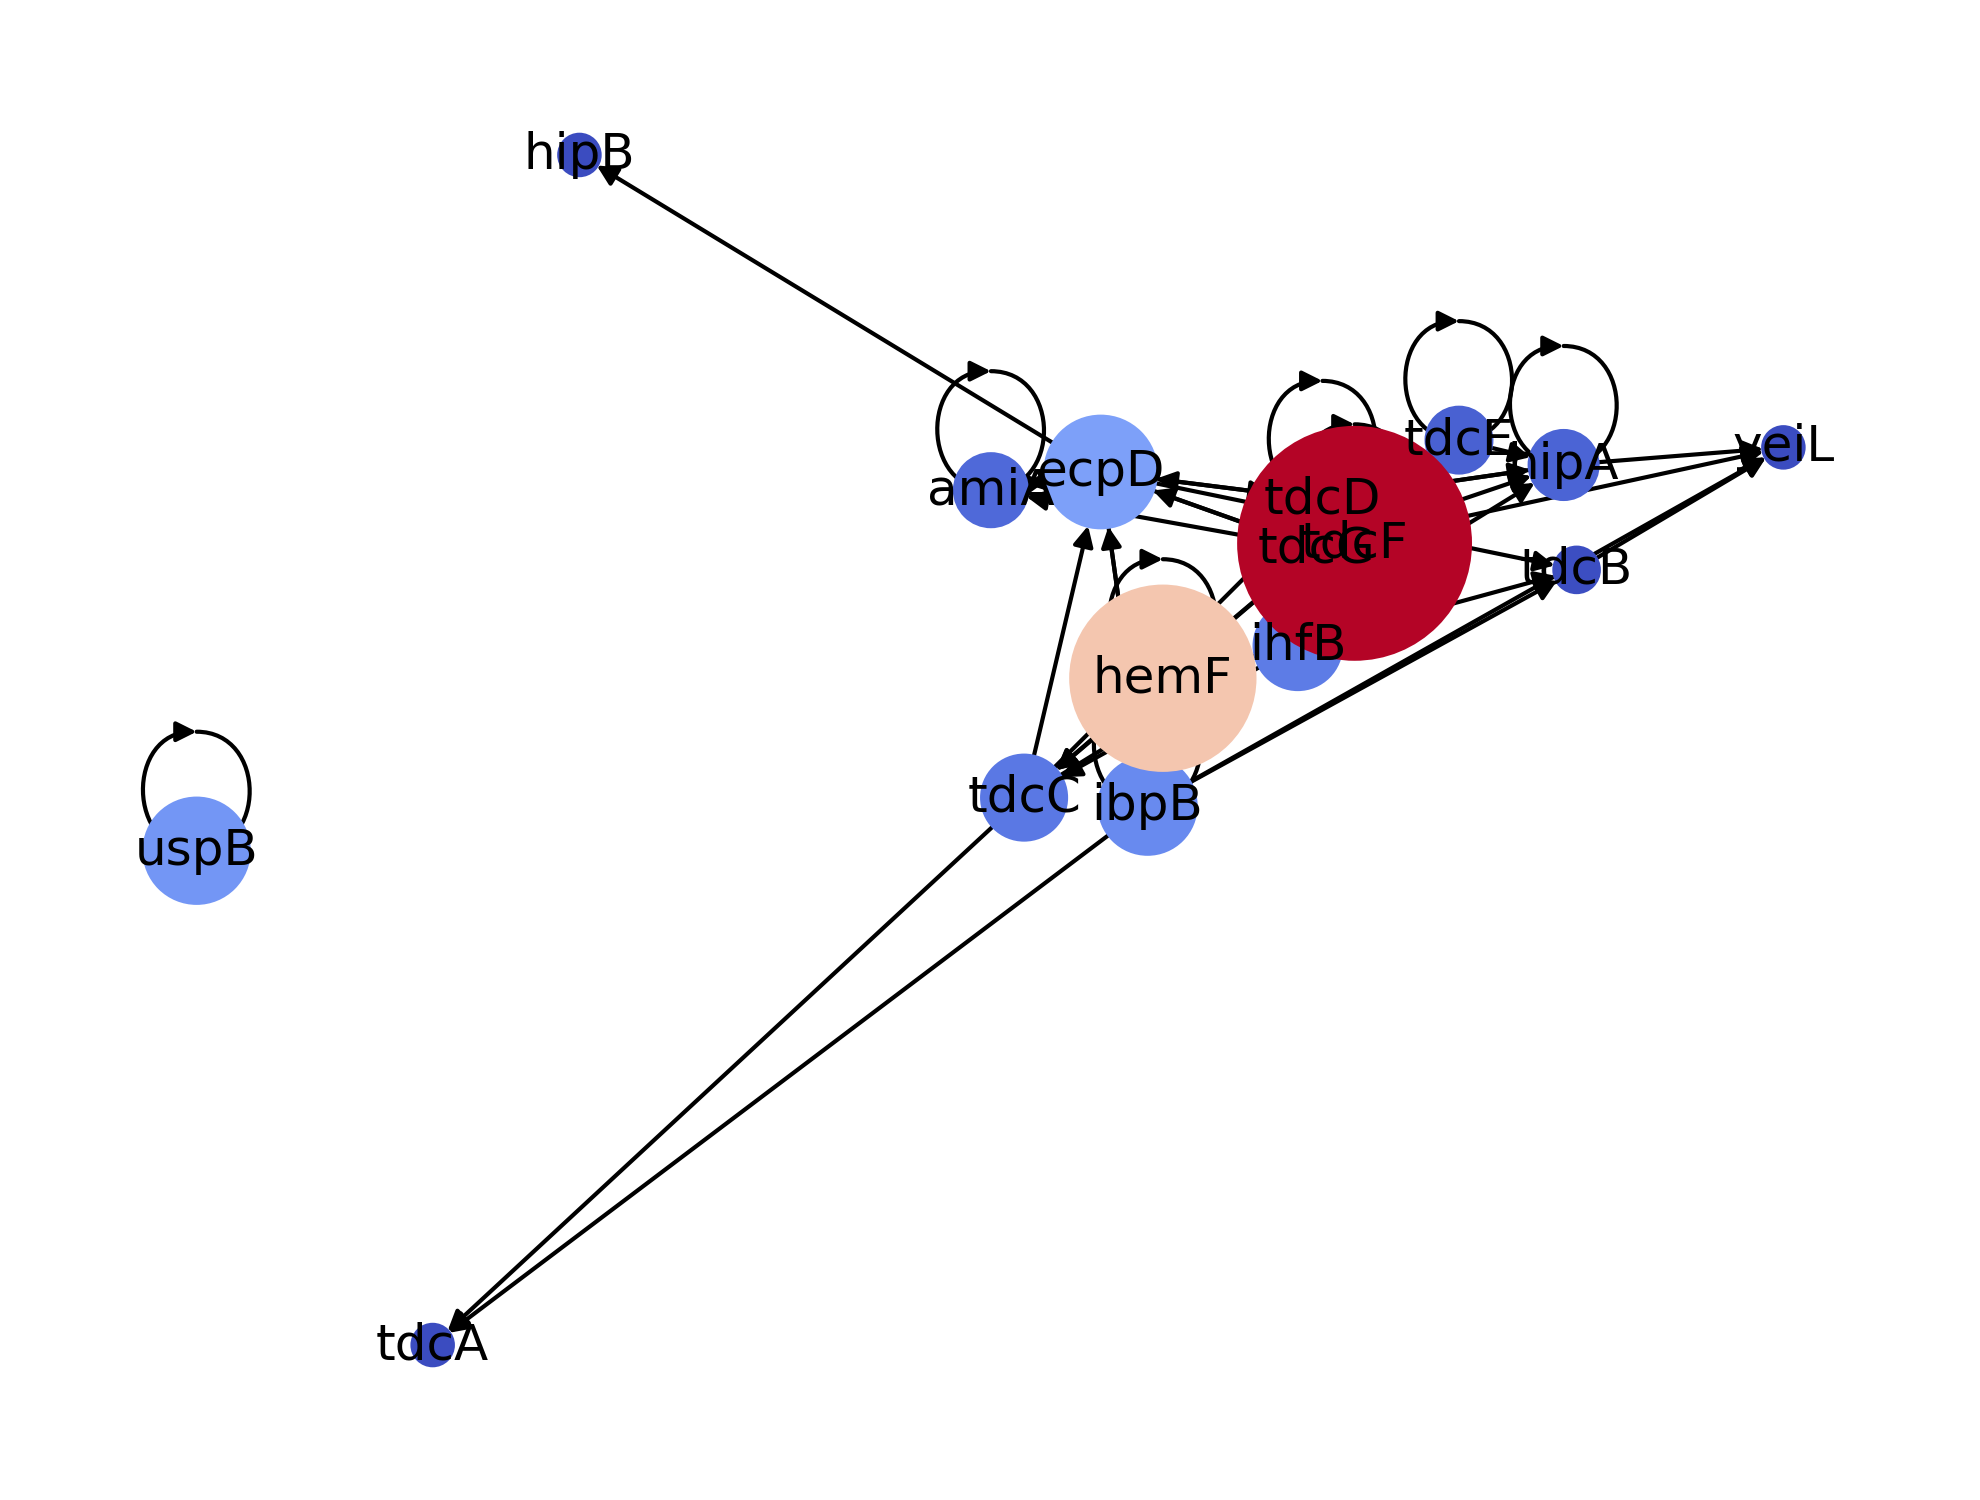 hipB
tdcE
yeiL
hipA
ecpD
amiA
tdcD
tdcF
tdcG
tdcB
ihfB
hemF
tdcC
ibpB
uspB
tdcA